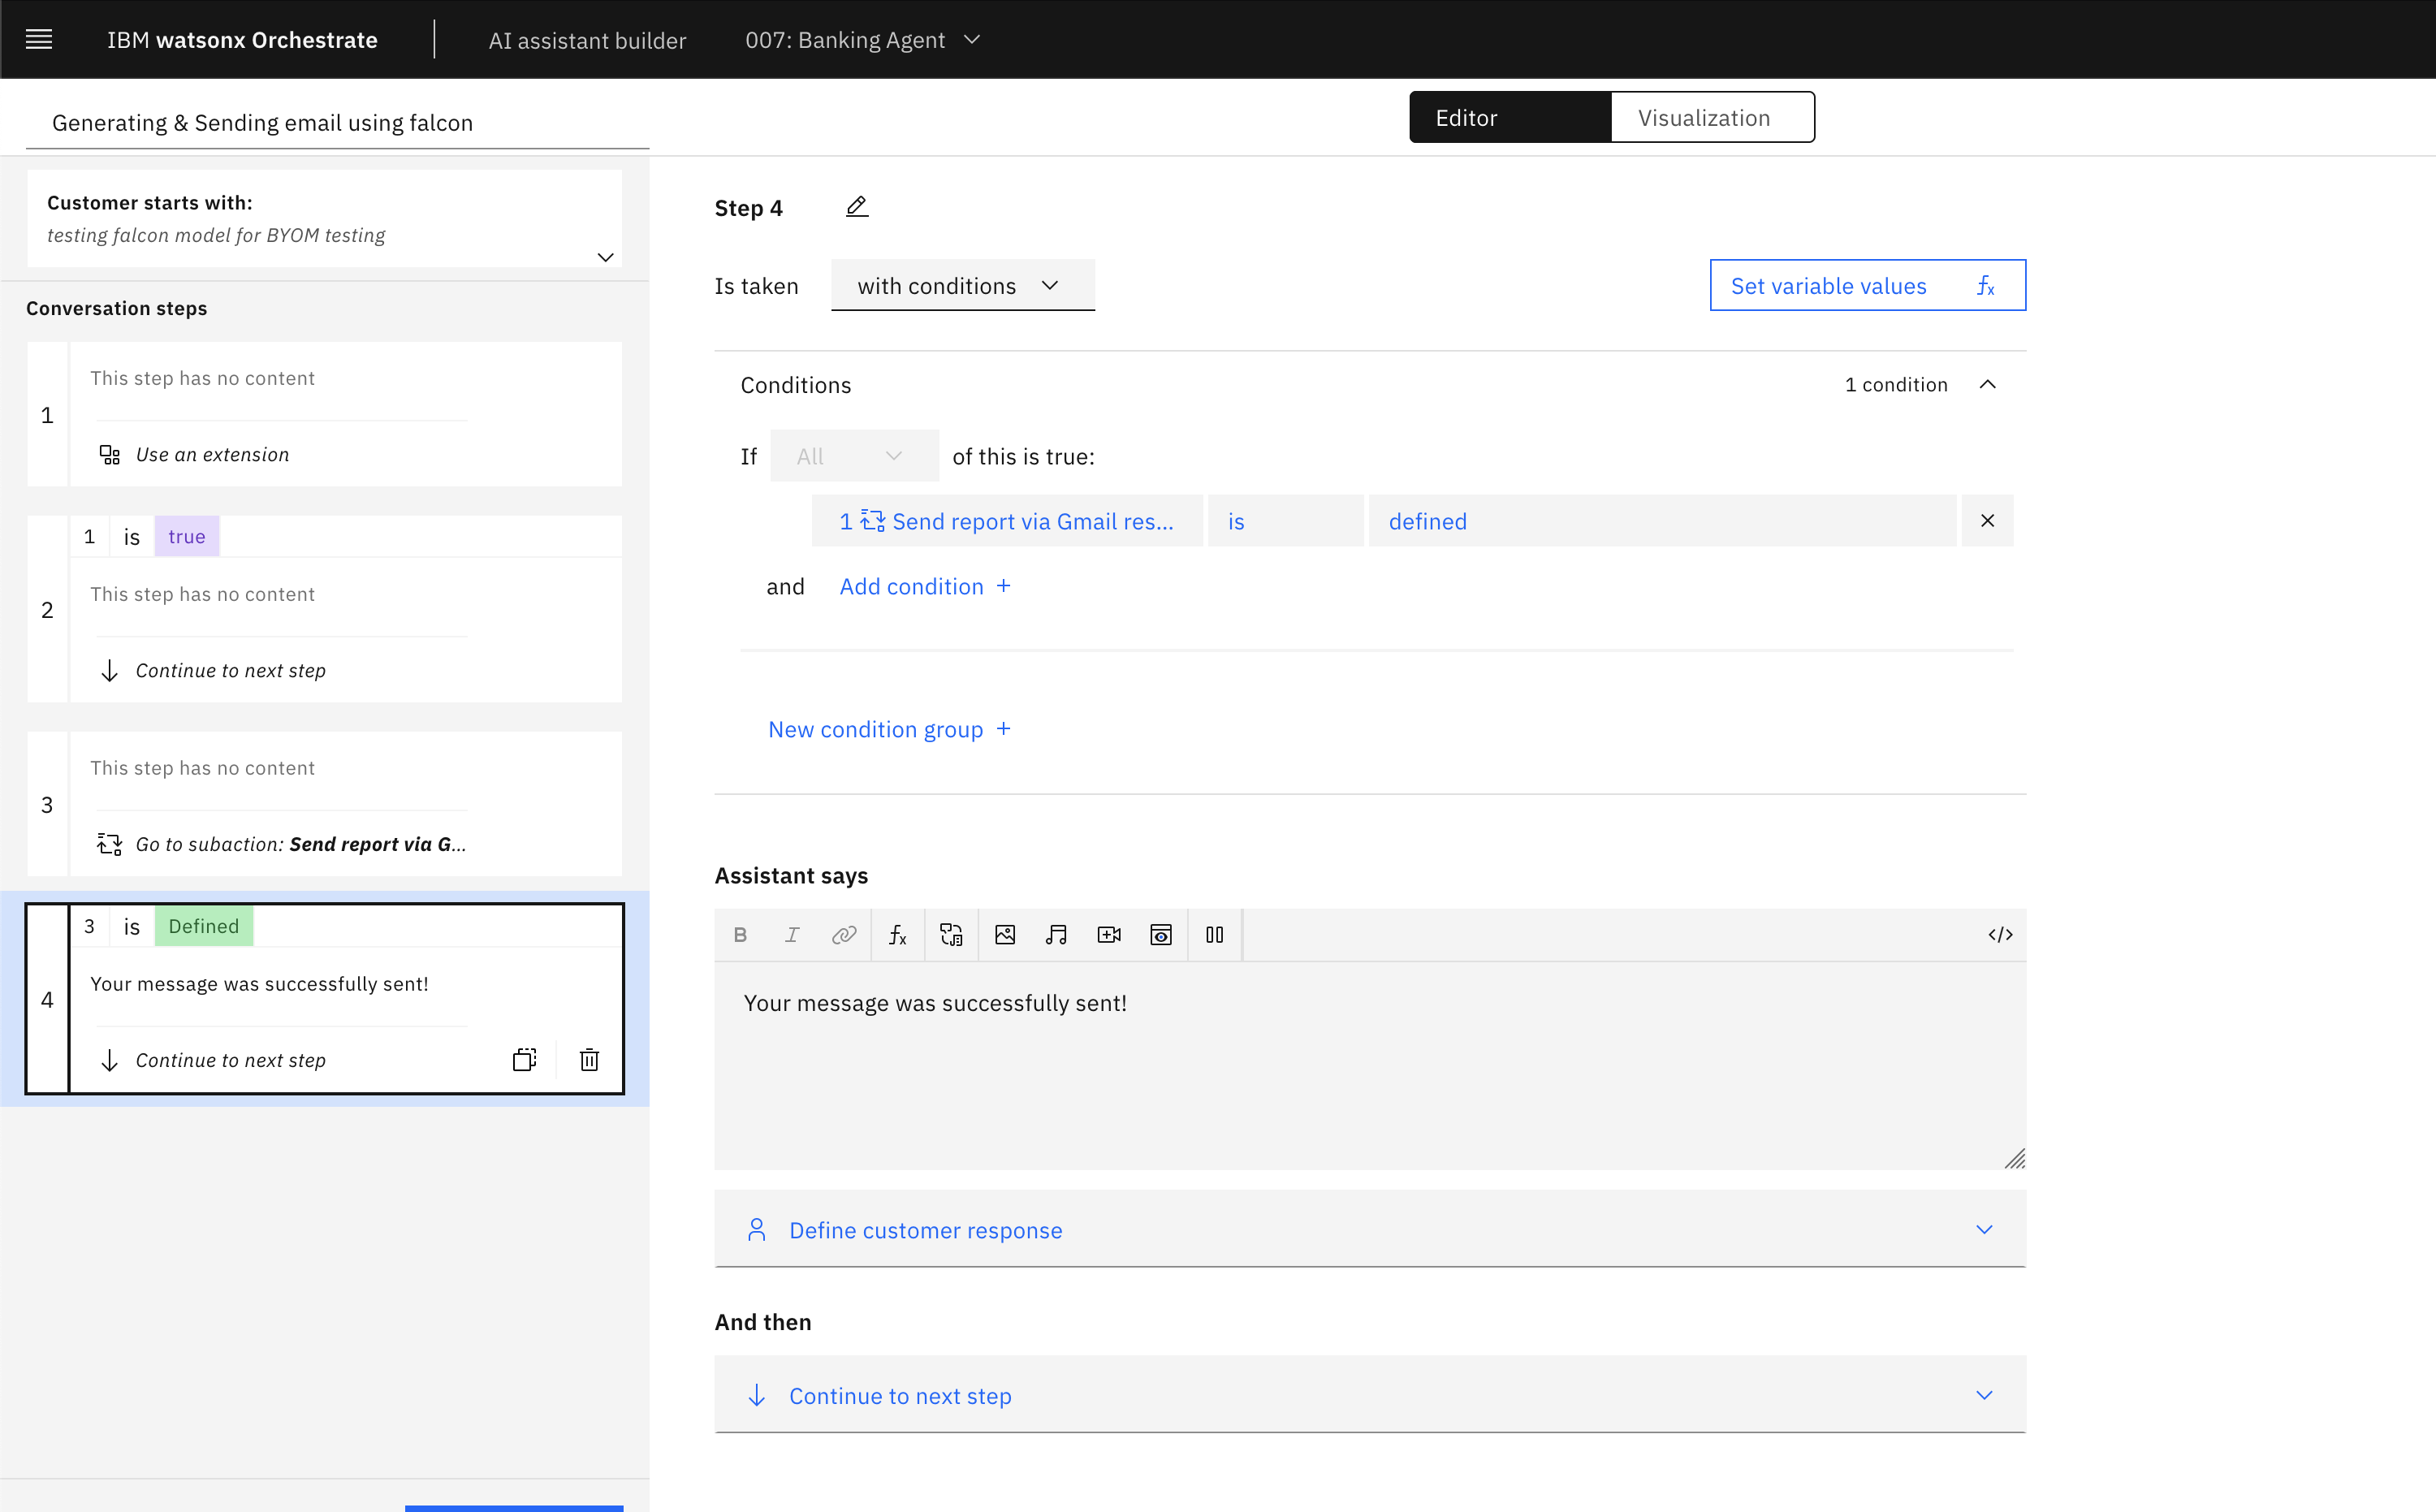 IBM watsonx Orchestrate
AI assistant builder
007: Banking Agent
Generating & Sending email using falcon
Editor
Visualization
Customer starts with:
testing falcon model for BYOM testing
Conversation steps
1
This step has no content
Use an extension
2
1 is true
This step has no content
Continue to next step
3
This step has no content
Go to subaction: Send report via G...
4
3 is Defined
Your message was successfully sent!
Continue to next step
Step 4
Is taken with conditions
Set variable values fx
Conditions
1 condition
If All of this is true:
1 Send report via Gmail res... is defined
and Add condition +
New condition group +
Assistant says
B I fx </>
Your message was successfully sent!
Define customer response
And then
Continue to next step